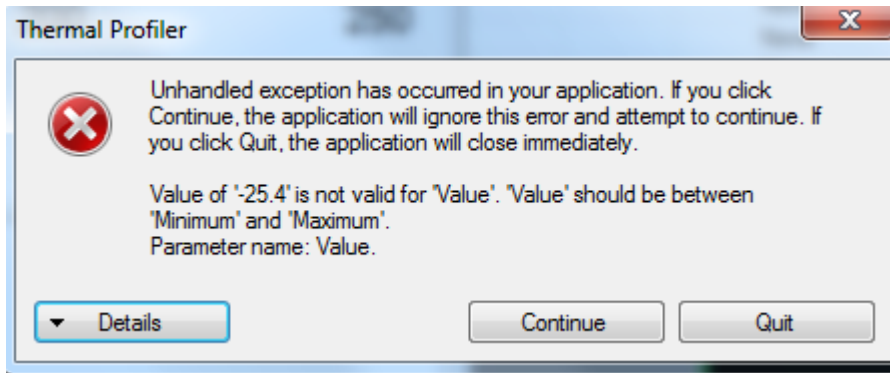 Thermal Profiler
Unhandled exception has occurred in your application. If you click
Continue, the application will ignore this error and attempt to continue. If
you click Quit, the application will close immediately.
Value of '-25.4' is not valid for 'Value'. 'Value' should be between
'Minimum' and 'Maximum'.
Parameter name: Value.
Details
Continue
Quit